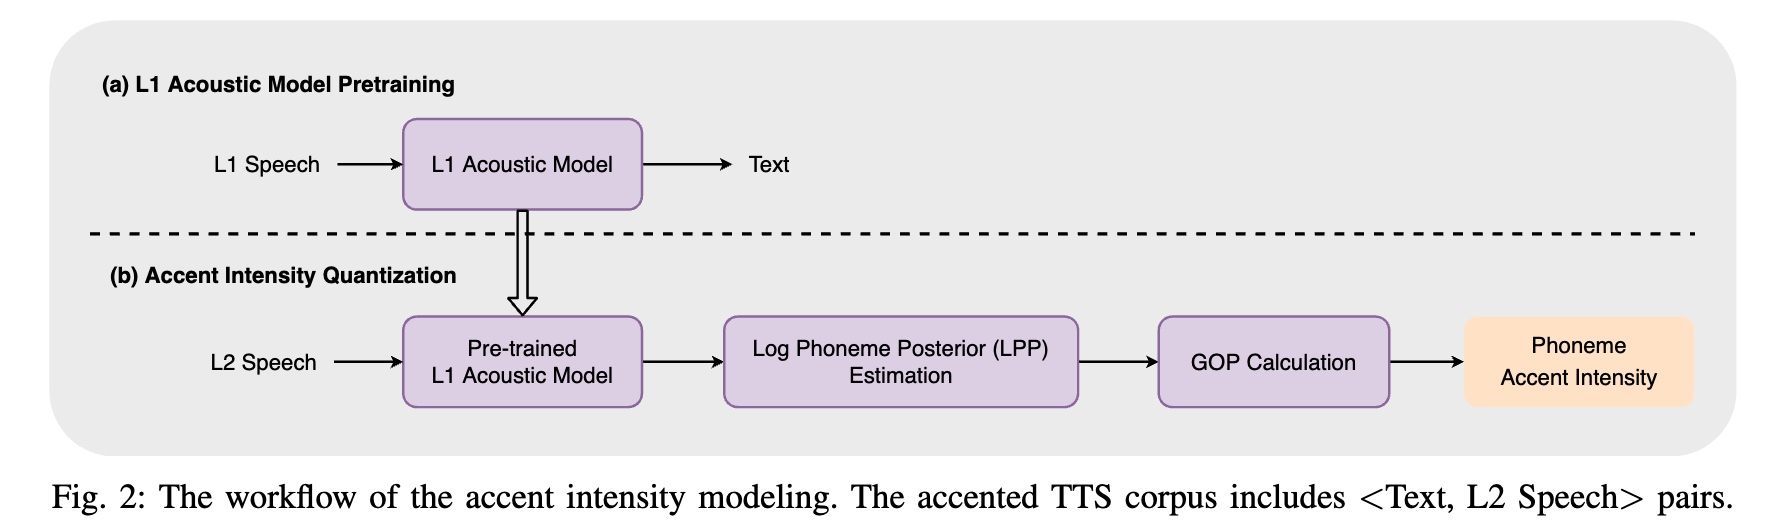 (a) L1 Acoustic Model Pretraining
L1 Speech
L1 Acoustic Model
Text
(b) Accent Intensity Quantization
L2 Speech
Pre-trained
L1 Acoustic Model
Log Phoneme Posterior (LPP)
Estimation
GOP Calculation
Phoneme
Accent Intensity
Fig. 2: The workflow of the accent intensity modeling. The accented TTS corpus includes <Text, L2 Speech> pairs.